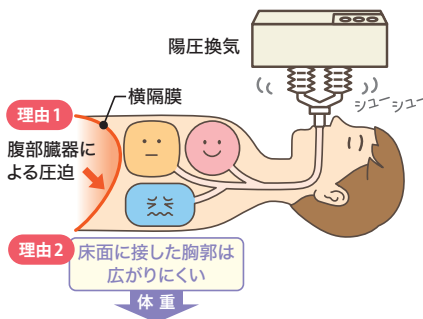 陽圧換気
シュー シュー
横隔膜
理由1
腹部臓器に
よる圧迫
理由2
床面に接した胸郭は
広がりにくい
体重